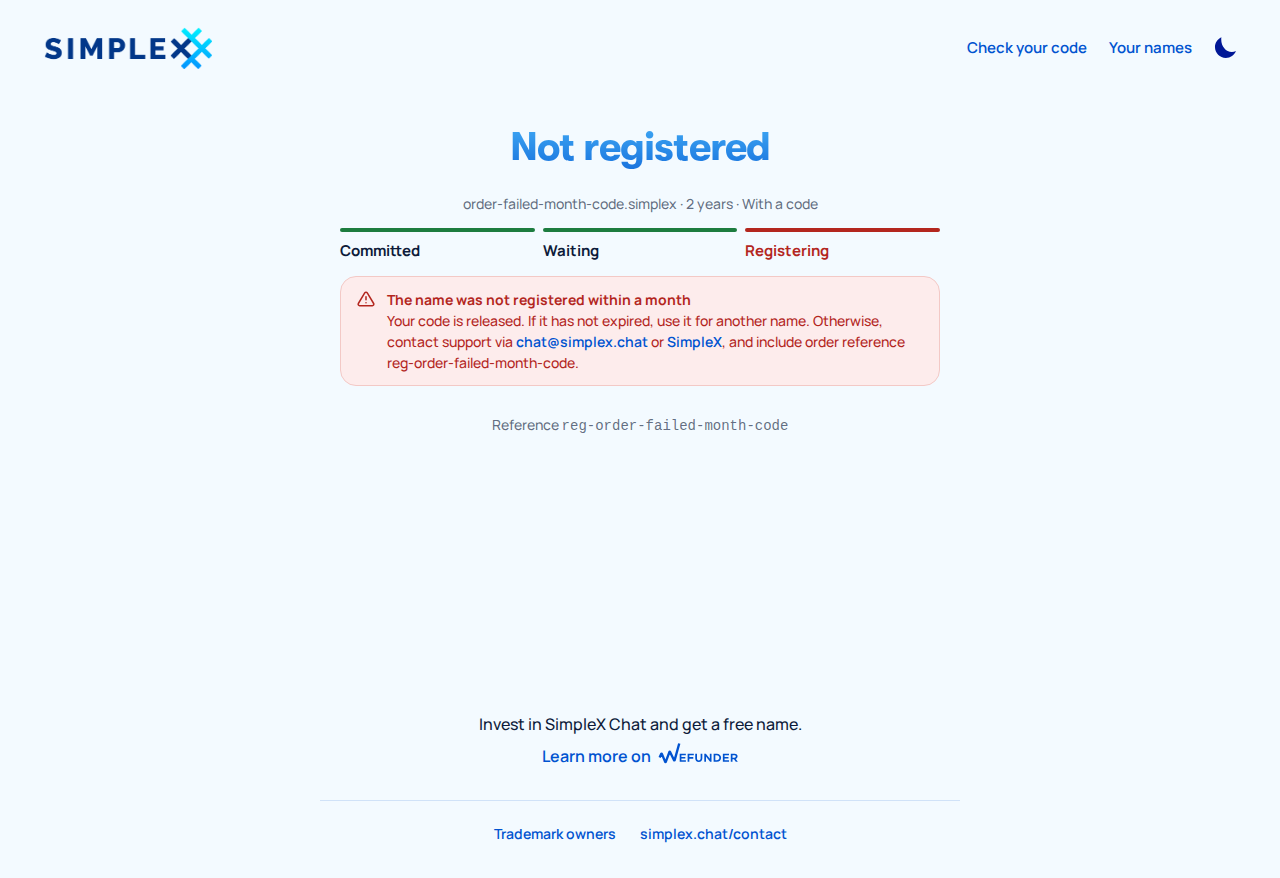 SIMPLEX
Check your code
Your names
Not registered
order-failed-month-code.simplex · 2 years · With a code
Committed
Waiting
Registering
The name was not registered within a month
Your code is released. If it has not expired, use it for another name. Otherwise,
contact support via chat@simplex.chat or SimpleX, and include order reference
reg-order-failed-month-code.
Reference reg-order-failed-month-code
Invest in SimpleX Chat and get a free name.
Learn more on WEFUNDER
Trademark owners
simplex.chat/contact